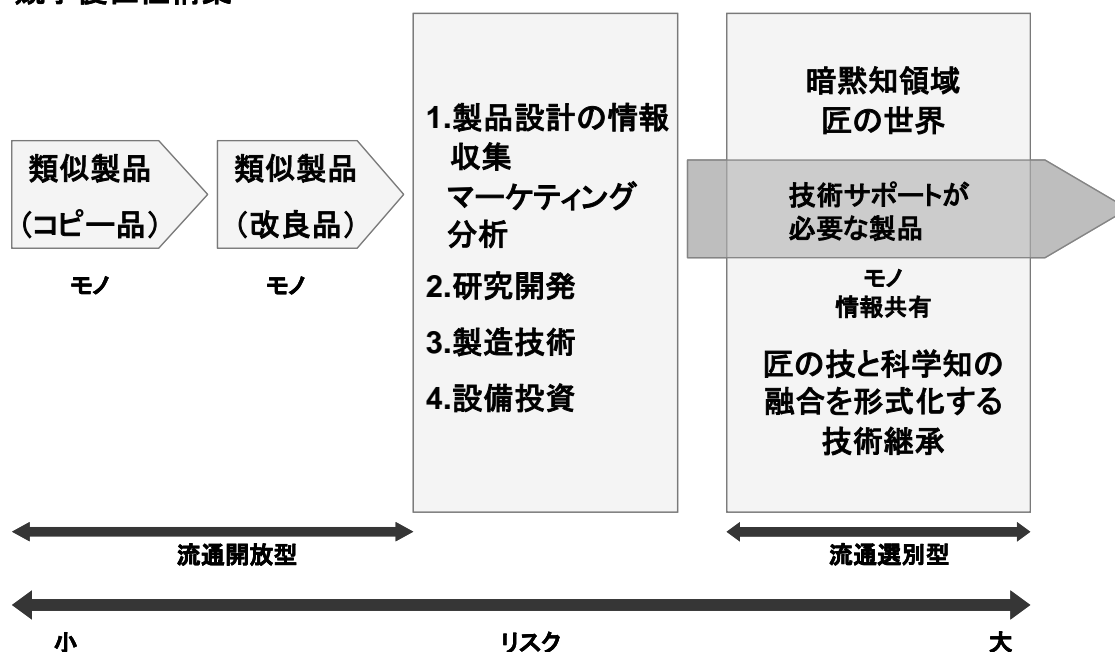 類似製品
(コピー品)
モノ
類似製品
(改良品)
モノ
1.製品設計の情報
収集
マーケティング
分析
2.研究開発
3.製造技術
4.設備投資
暗黙知領域
匠の世界
技術サポートが
必要な製品
モノ
情報共有
匠の技と科学知の
融合を形式化する
技術継承
流通開放型
流通選別型
小
リスク
大